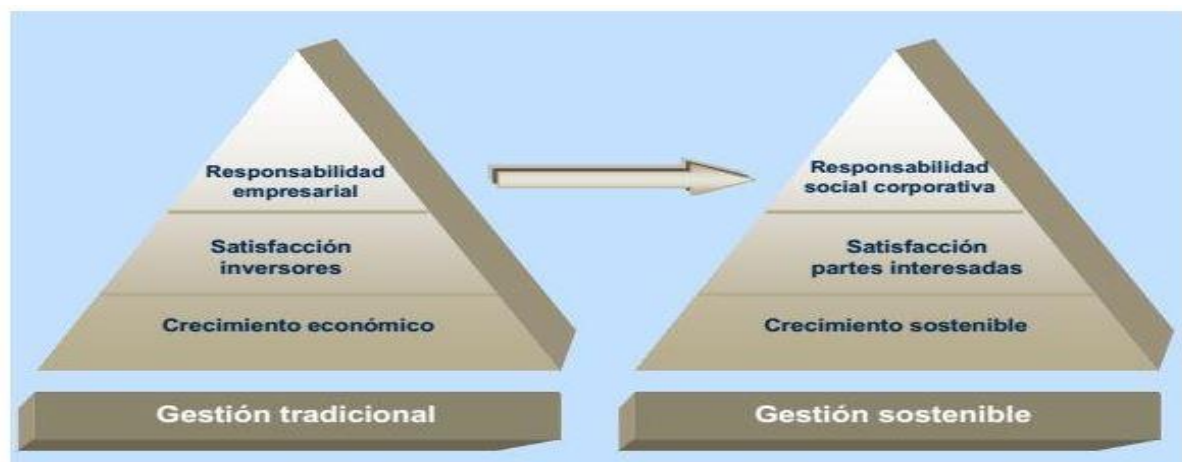 Responsabilidad
empresarial
Satisfacción
inversores
Crecimiento económico
Gestión tradicional
Responsabilidad
social corporativa
Satisfacción
partes interesadas
Crecimiento sostenible
Gestión sostenible